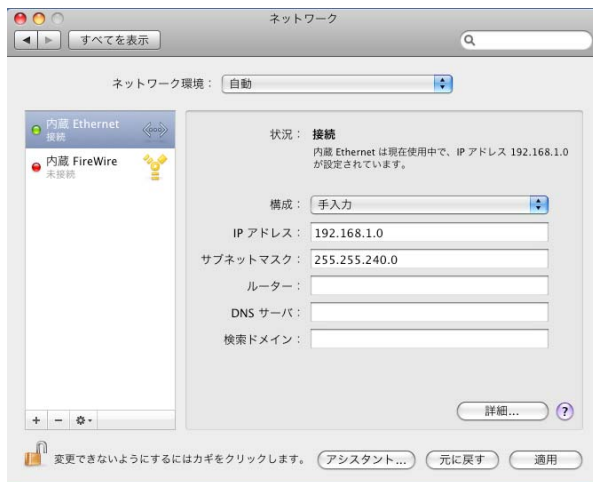 ネットワーク
すべてを表示
ネットワーク環境： 自動
内蔵 Ethernet
接続
内蔵 FireWire
未接続
状況： 接続
内蔵 Ethernet は現在使用中で、IP アドレス 192.168.1.0
が設定されています。
構成： 手入力
IP アドレス： 192.168.1.0
サブネットマスク： 255.255.240.0
ルーター：
DNS サーバ：
検索ドメイン：
詳細... ?
変更できないようにするにはカギをクリックします。 アシスタント... 元に戻す 適用